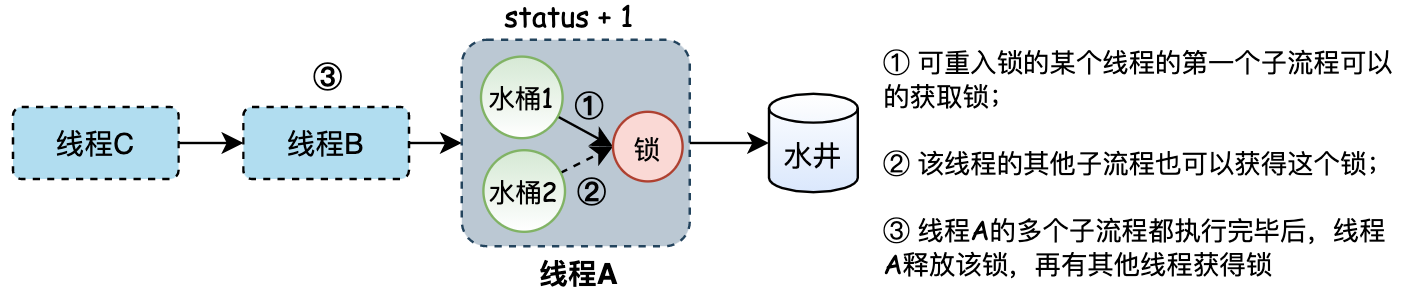 status + 1
③
线程C
线程B
水桶1
①
锁
水桶2
②
线程A
水井
① 可重入锁的某个线程的第一个子流程可以
的获取锁；
② 该线程的其他子流程也可以获得这个锁；
③ 线程A的多个子流程都执行完毕后，线程
A释放该锁，再有其他线程获得锁